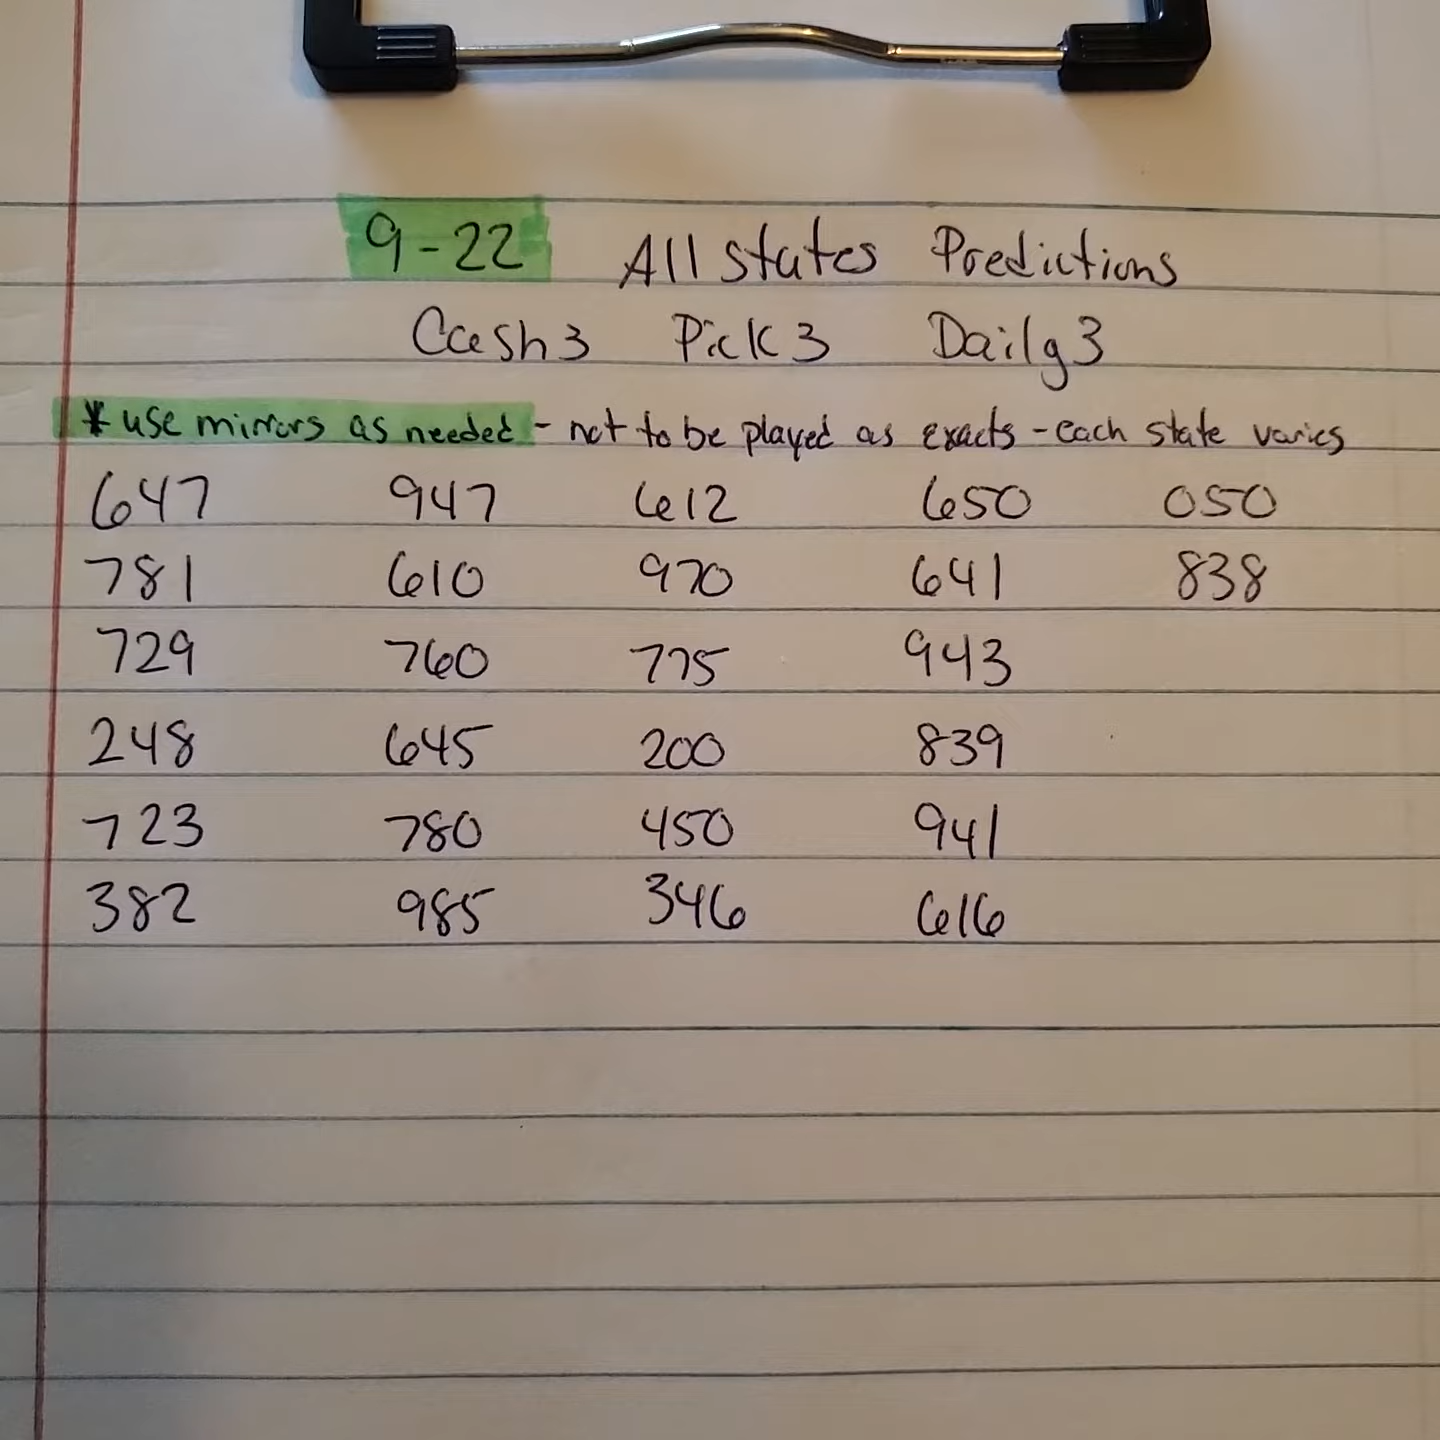 9-22 All states Predictions
Cash3 Pick3 Daily3
* use mirrors as needed - not to be played as exacts - each state varies
647 947 612 650 050
781 610 970 641 838
729 760 775 943
248 645 200 839
723 780 450 941
382 985 346 616